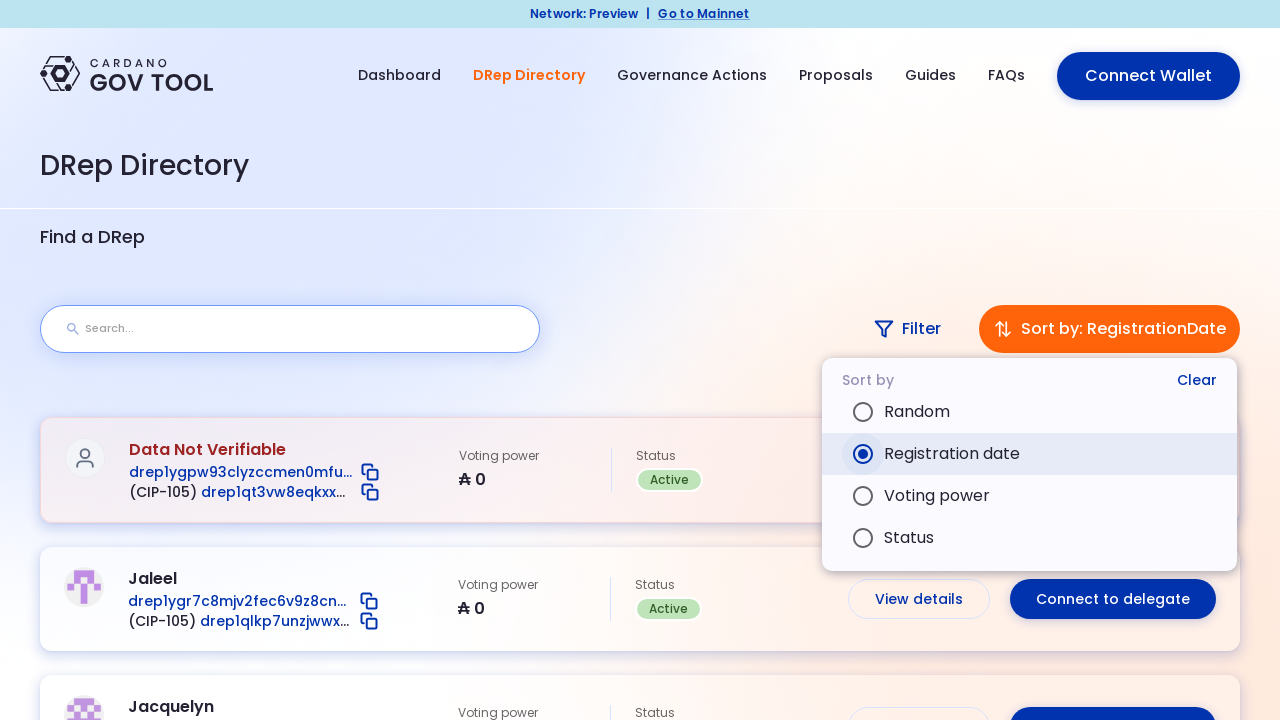 Network: Preview | Go to Mainnet
CARDANO
GOV TOOL
Dashboard
DRep Directory
Governance Actions
Proposals
Guides
FAQs
Connect Wallet
DRep Directory
Find a DRep
Search...
Filter
Sort by: RegistrationDate
Sort by
Clear
Random
Registration date
Voting power
Status
Data Not Verifiable
drep1ygpw93clyzccmen0mfu...
(CIP-105) drep1qt3vw8eqkxx...
Voting power
₳ 0
Status
Active
Jaleel
drep1ygr7c8mjv2fec6v9z8cn...
(CIP-105) drep1qlkp7unzjwwx...
Voting power
₳ 0
Status
Active
View details
Connect to delegate
Jacquelyn
Voting power
Status